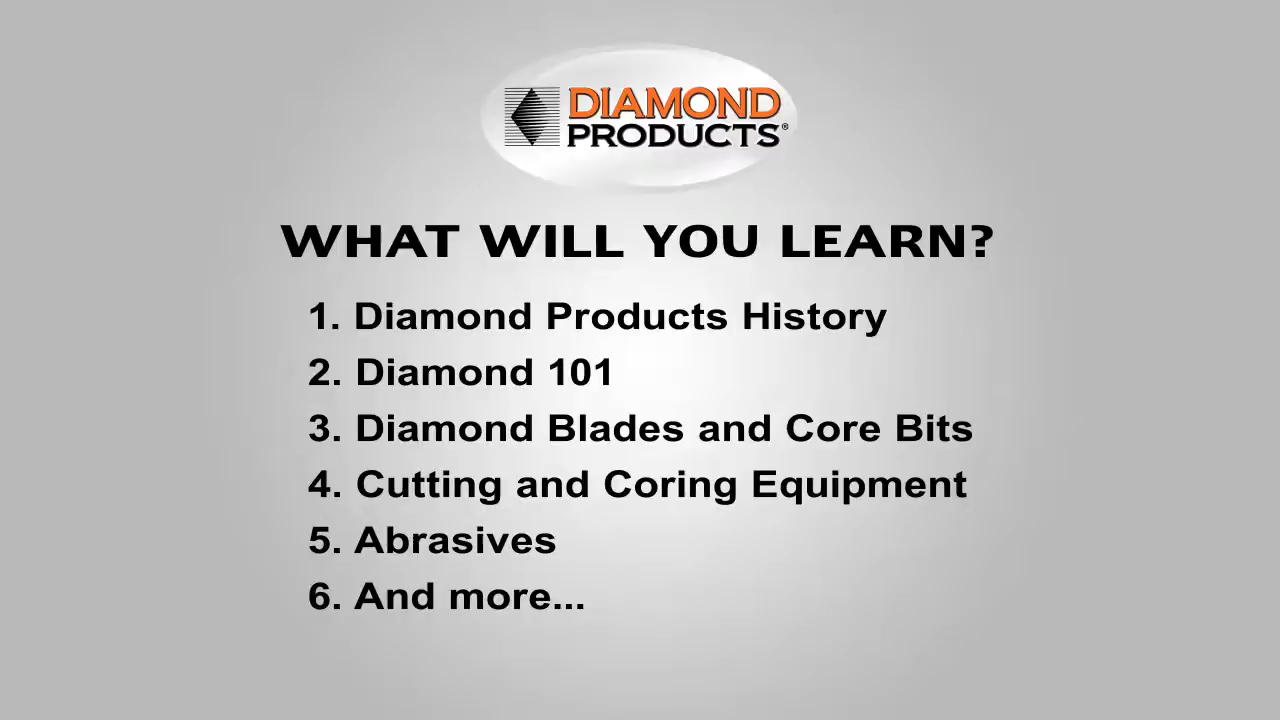 DIAMOND
PRODUCTS®
WHAT WILL YOU LEARN?
1. Diamond Products History
2. Diamond 101
3. Diamond Blades and Core Bits
4. Cutting and Coring Equipment
5. Abrasives
6. And more...